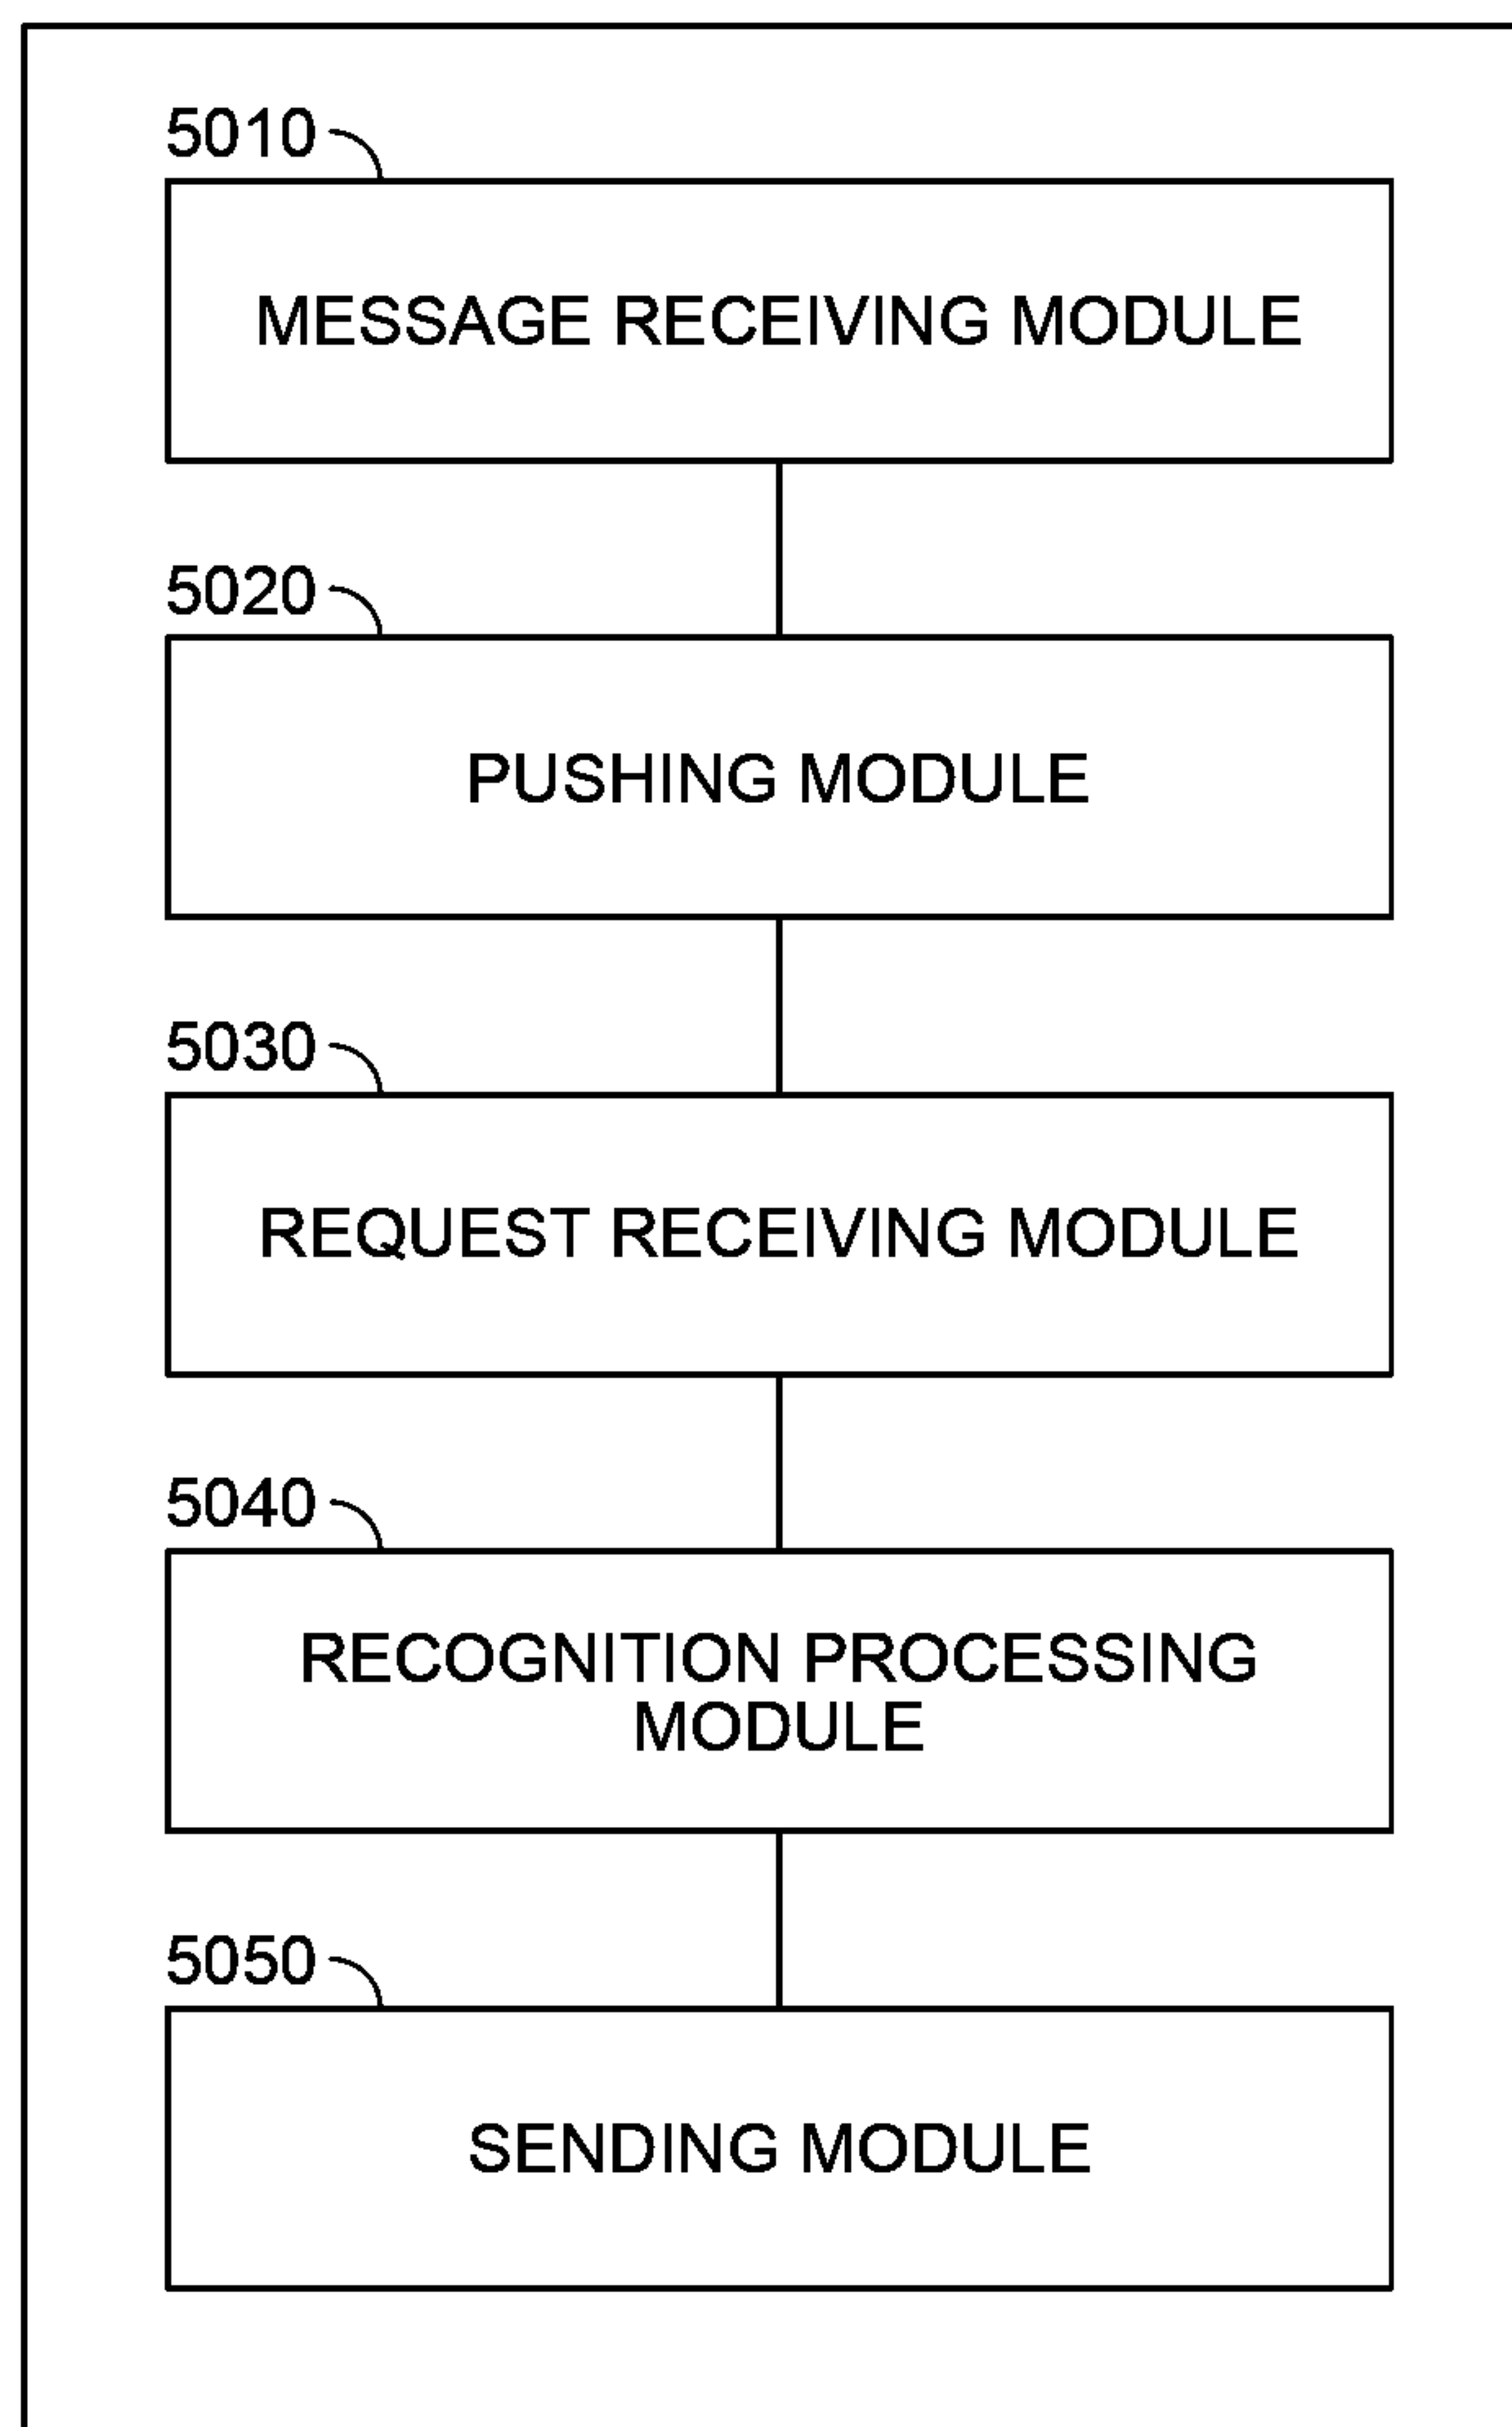 5010
MESSAGE RECEIVING MODULE
5020
PUSHING MODULE
5030
REQUEST RECEIVING MODULE
5040
RECOGNITION PROCESSING
MODULE
5050
SENDING MODULE